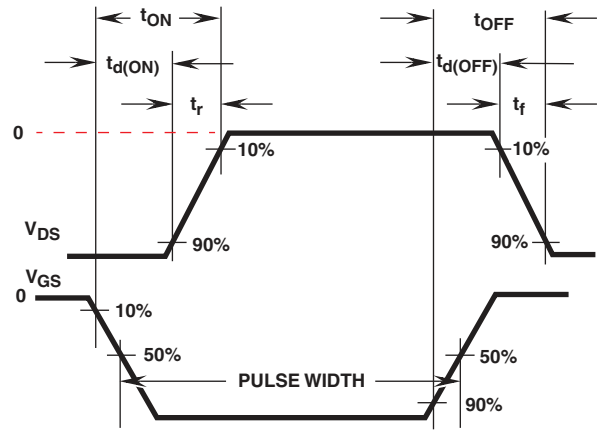 tON
tOFF
td(ON)
td(OFF)
tr
tf
0
10%
10%
VDS
90%
90%
VGS
0
10%
50%
50%
PULSE WIDTH
90%